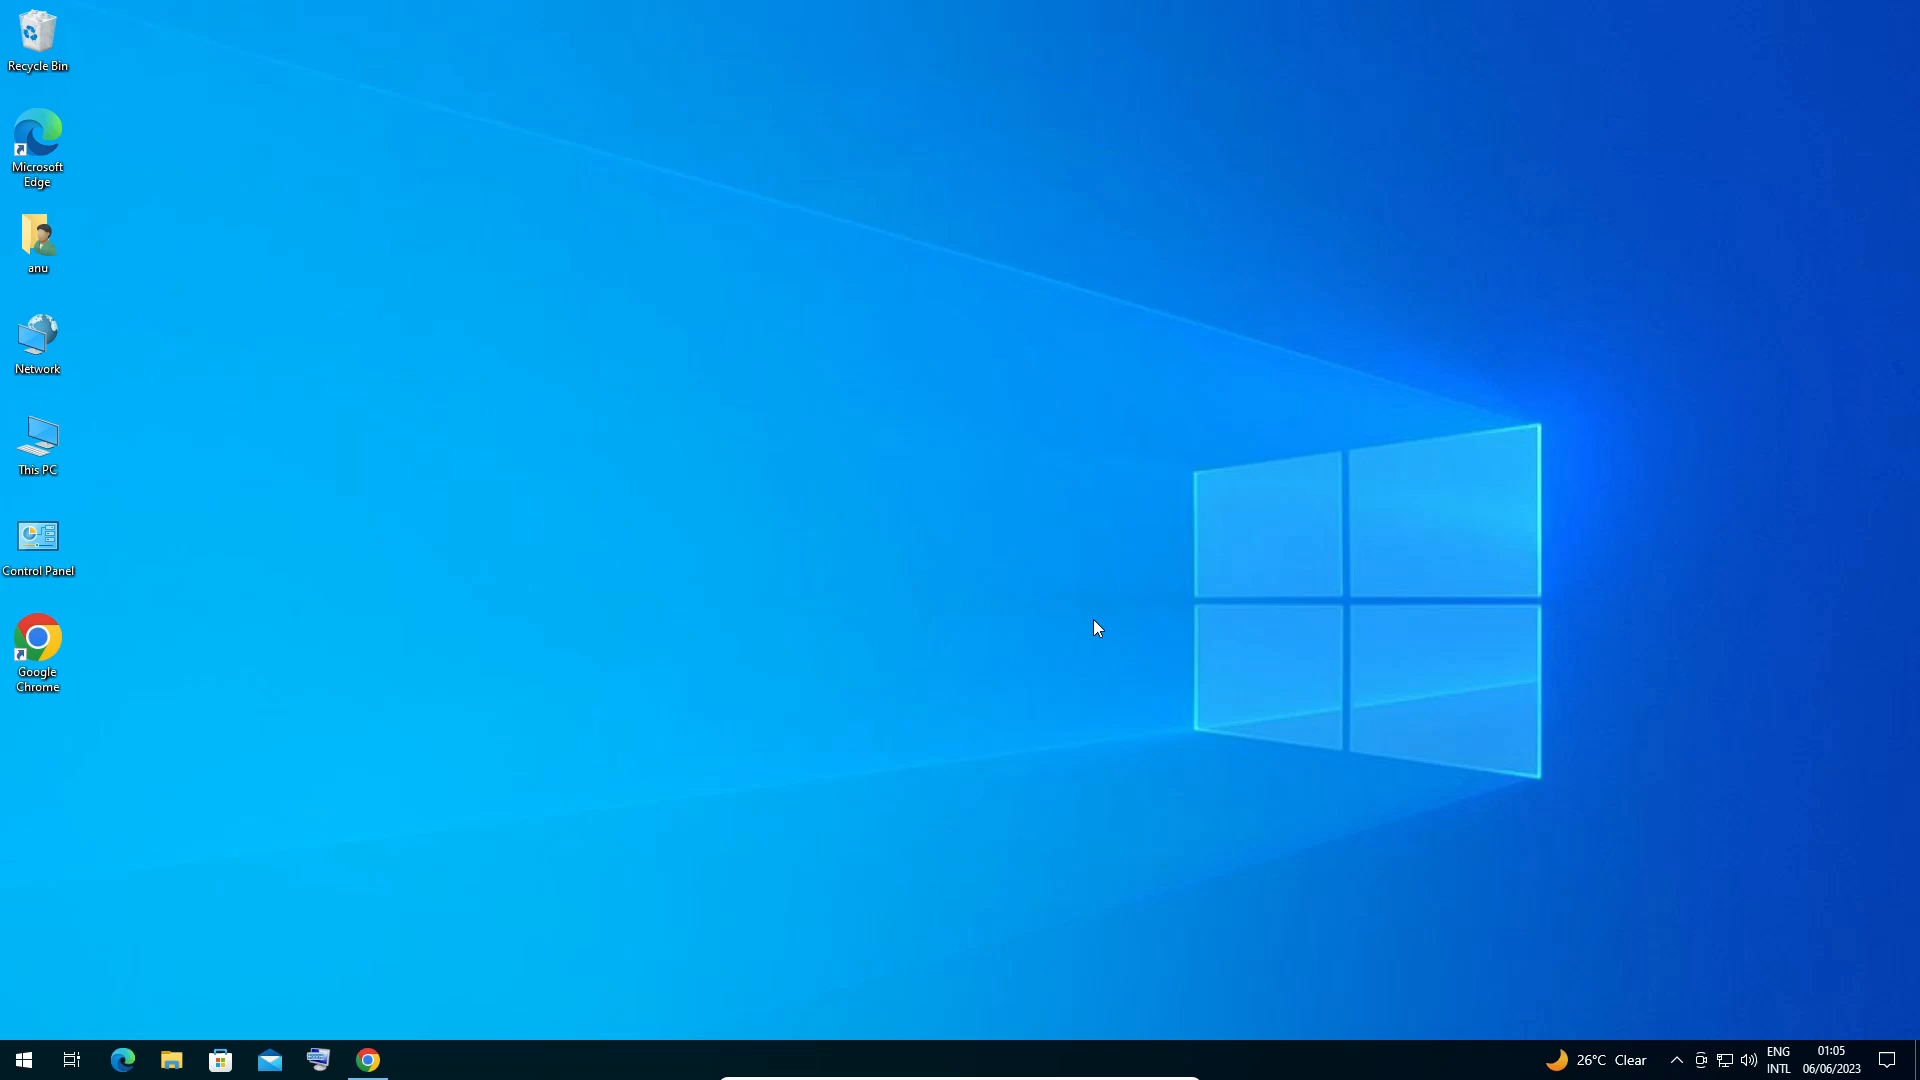 Recycle Bin
Microsoft
Edge
anu
Network
This PC
Control Panel
Google
Chrome
26°C Clear
ENG
INTL
01:05
06/06/2023